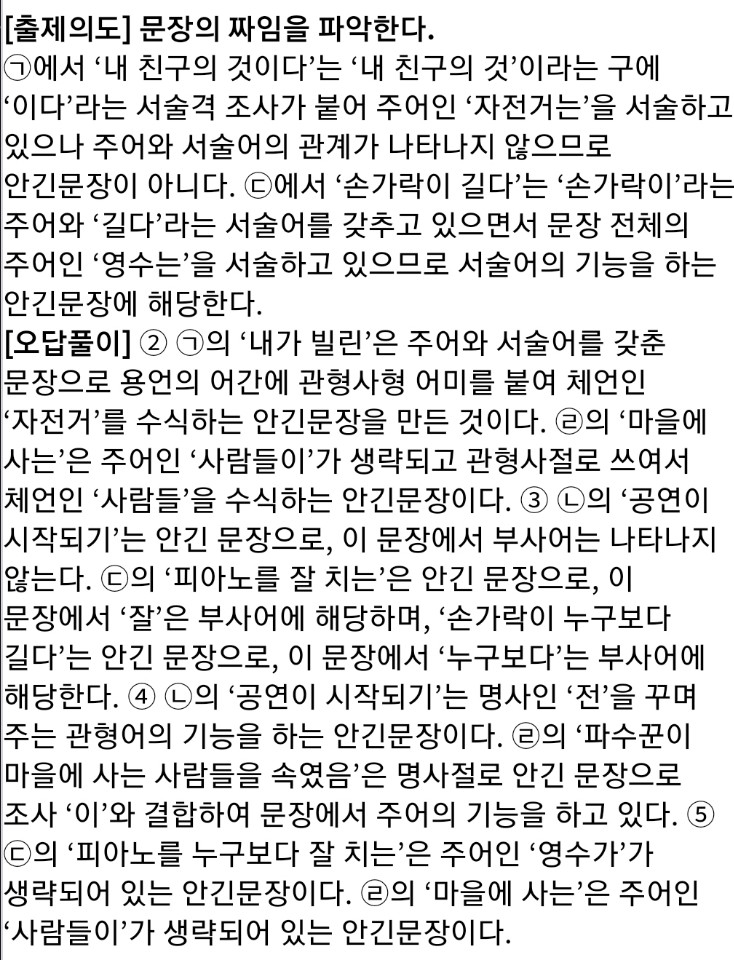 [출제의도] 문장의 짜임을 파악한다.
㉠에서 ‘내 친구의 것이다’는 ‘내 친구의 것’이라는 구에
‘이다’라는 서술격 조사가 붙어 주어인 ‘자전거는’을 서술하고
있으나 주어와 서술어의 관계가 나타나지 않으므로
안긴문장이 아니다. ㉢에서 ‘손가락이 길다’는 ‘손가락이’라는
주어와 ‘길다’라는 서술어를 갖추고 있으면서 문장 전체의
주어인 ‘영수는’을 서술하고 있으므로 서술어의 기능을 하는
안긴문장에 해당한다.
[오답풀이] ② ㉠의 ‘내가 빌린’은 주어와 서술어를 갖춘
문장으로 용언의 어간에 관형사형 어미를 붙여 체언인
‘자전거’를 수식하는 안긴문장을 만든 것이다. ㉣의 ‘마을에
사는’은 주어인 ‘사람들이’가 생략되고 관형사절로 쓰여서
체언인 ‘사람들’을 수식하는 안긴문장이다. ③ ㉡의 ‘공연이
시작되기’는 안긴 문장으로, 이 문장에서 부사어는 나타나지
않는다. ㉢의 ‘피아노를 잘 치는’은 안긴 문장으로, 이
문장에서 ‘잘’은 부사어에 해당하며, ‘손가락이 누구보다
길다’는 안긴 문장으로, 이 문장에서 ‘누구보다’는 부사어에
해당한다. ④ ㉡의 ‘공연이 시작되기’는 명사인 ‘전’을 꾸며
주는 관형어의 기능을 하는 안긴문장이다. ㉣의 ‘파수꾼이
마을에 사는 사람들을 속였음’은 명사절로 안긴 문장으로
조사 ‘이’와 결합하여 문장에서 주어의 기능을 하고 있다. ⑤
㉢의 ‘피아노를 누구보다 잘 치는’은 주어인 ‘영수가’가
생략되어 있는 안긴문장이다. ㉣의 ‘마을에 사는’은 주어인
‘사람들이’가 생략되어 있는 안긴문장이다.